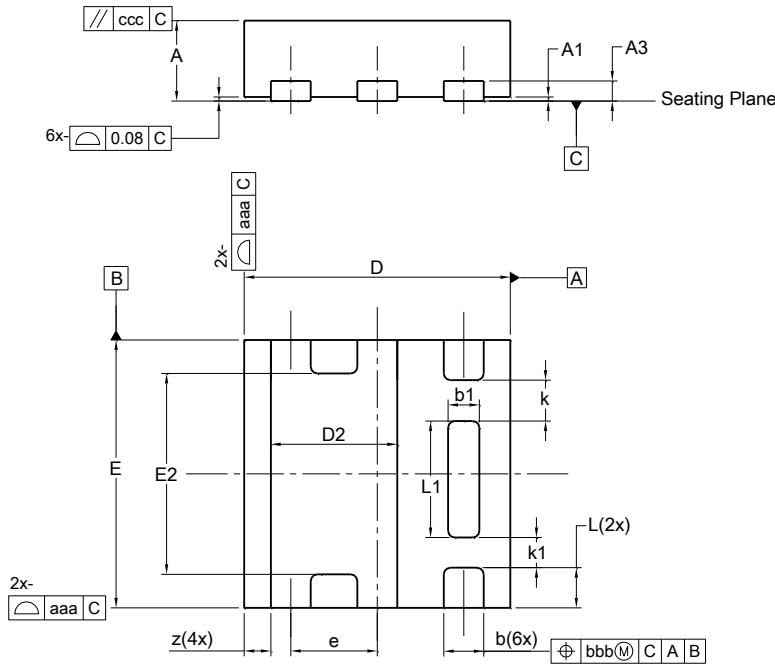 // ccc C
A
A1
A3
Seating Plane
6x- ⌓ 0.08 C
C
2x- ⌓ aaa C
D
B
A
b1
k
D2
E
E2
L1
L(2x)
k1
2x-
⌓ aaa C
z(4x)
e
b(6x)
⌖ bbbⓂ C A B